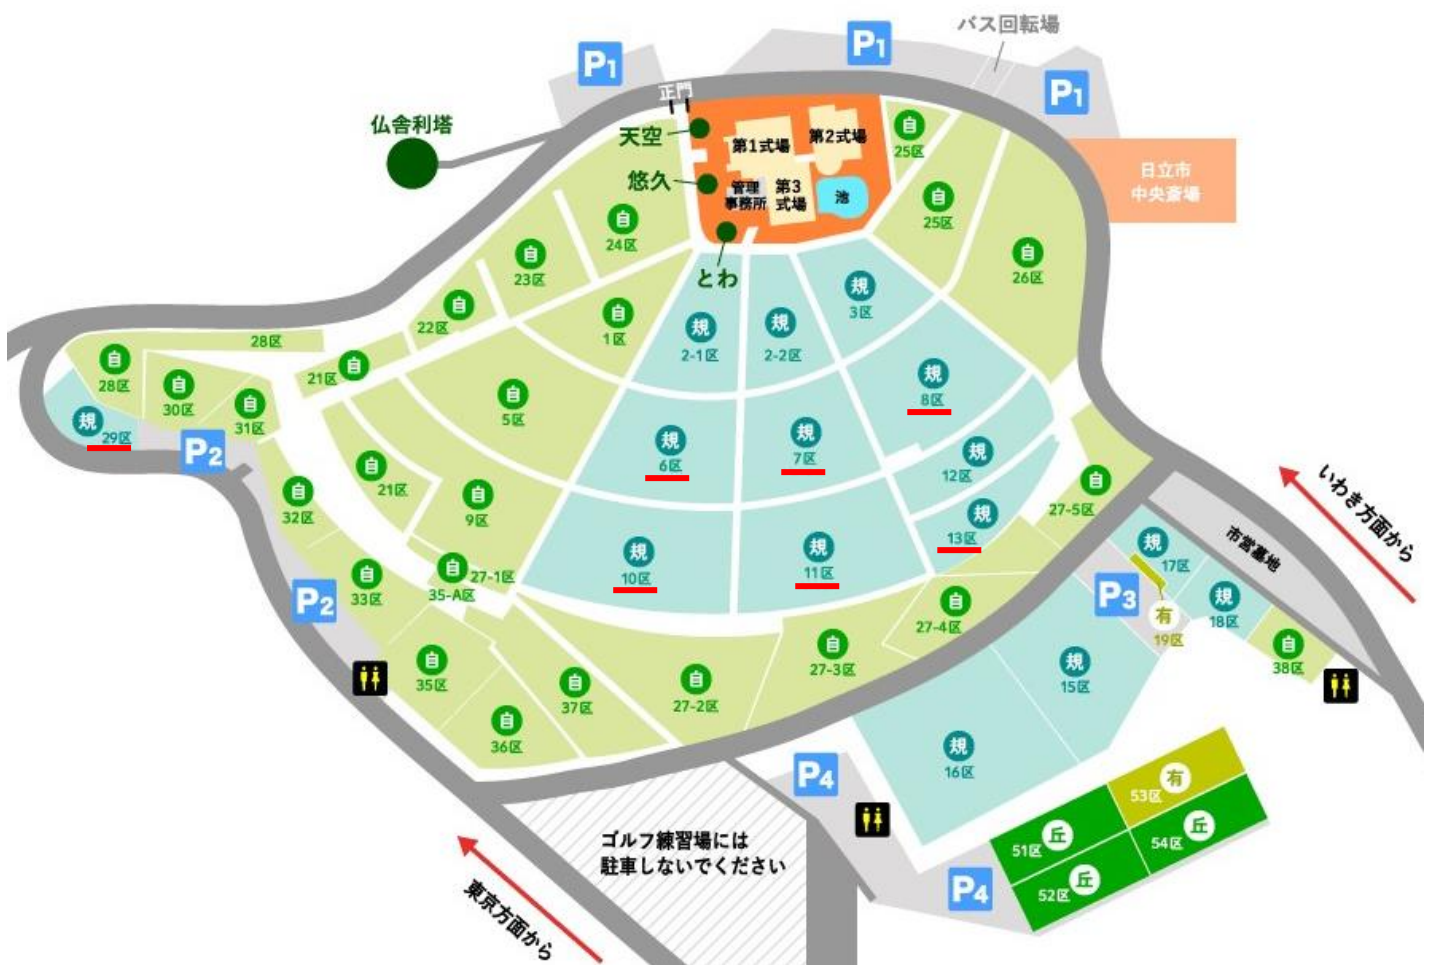 バス回転場
P1
P1
P1
正門
仏舎利塔
天空
第1式場
第2式場
自
25区
日立市
中央斎場
悠久
管理
事務所
第3
式場
池
自
25区
自
24区
自
23区
自
26区
とわ
自
22区
自
1区
規
2-1区
規
2-2区
規
3区
28区
自
28区
自
21区
自
30区
自
31区
規
29区
P2
自
5区
規
6区
規
7区
規
8区
規
12区
自
32区
自
21区
自
9区
規
10区
規
11区
規
13区
自
27-5区
いわき方面から
市営墓地
自
33区
P2
自
35-A区
27-1区
自
27-4区
P3
規
17区
規
18区
有
19区
自
38区
自
35区
自
37区
自
36区
自
27-2区
自
27-3区
規
15区
規
16区
P4
ゴルフ練習場には
駐車しないでください
東京方面から
有
53区
丘
51区
丘
54区
丘
52区
P4